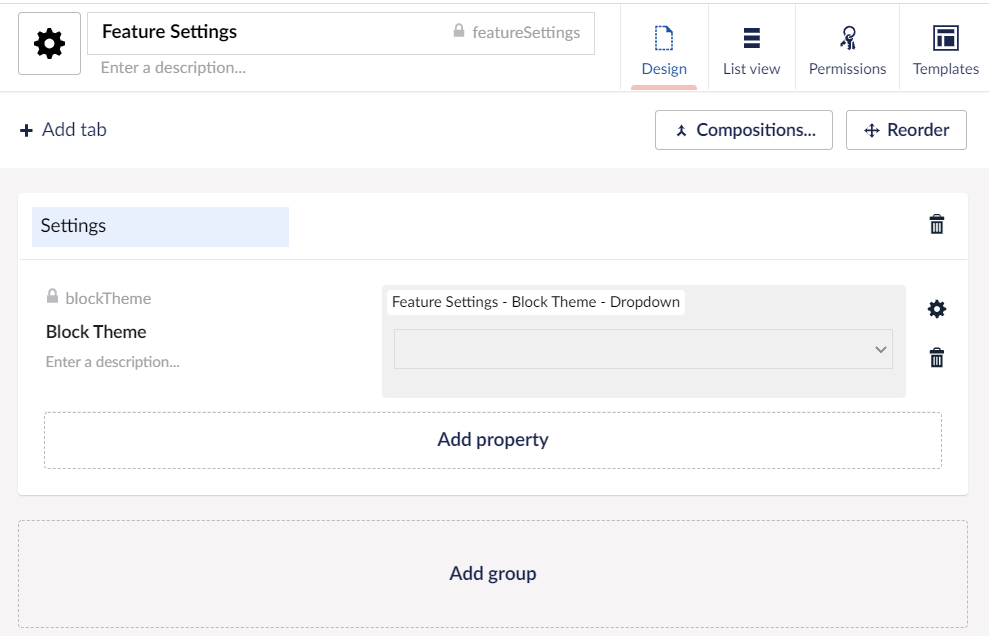 Feature Settings
featureSettings
Enter a description...
Design
List view
Permissions
Templates
Add tab
Compositions...
Reorder
Settings
blockTheme
Block Theme
Enter a description...
Feature Settings - Block Theme - Dropdown
Add property
Add group